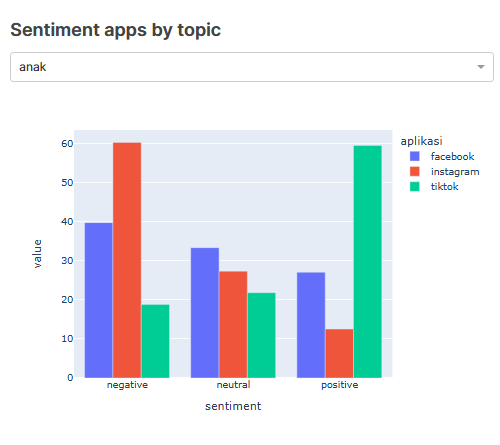 Sentiment apps by topic
anak
aplikasi
facebook
instagram
tiktok
value
60
50
40
30
20
10
0
negative
neutral
positive
sentiment